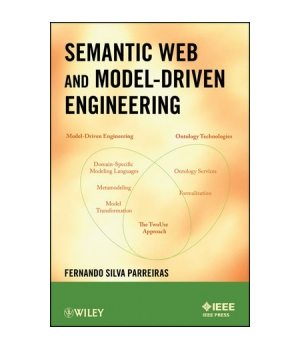 SEMANTIC WEB
AND MODEL-DRIVEN
ENGINEERING
Model-Driven Engineering
Ontology Technologies
Domain-Specific
Modeling Languages
Ontology Services
Metamodeling
Formalization
Model
Transformation
The TwoUse
Approach
FERNANDO SILVA PARREIRAS
WILEY
IEEE
IEEE PRESS